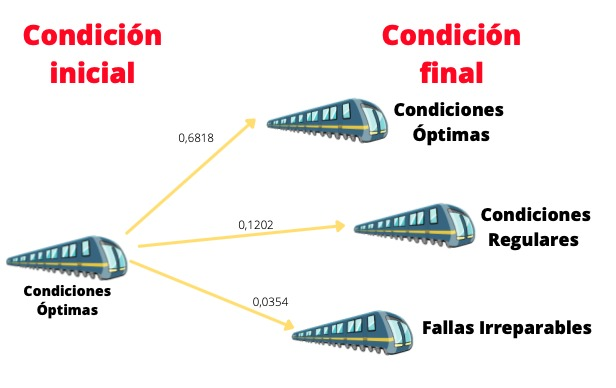 Condición
inicial
Condición
final
Condiciones
Óptimas
0,6818
Condiciones
Regulares
0,1202
Condiciones
Óptimas
0,0354
Fallas Irreparables